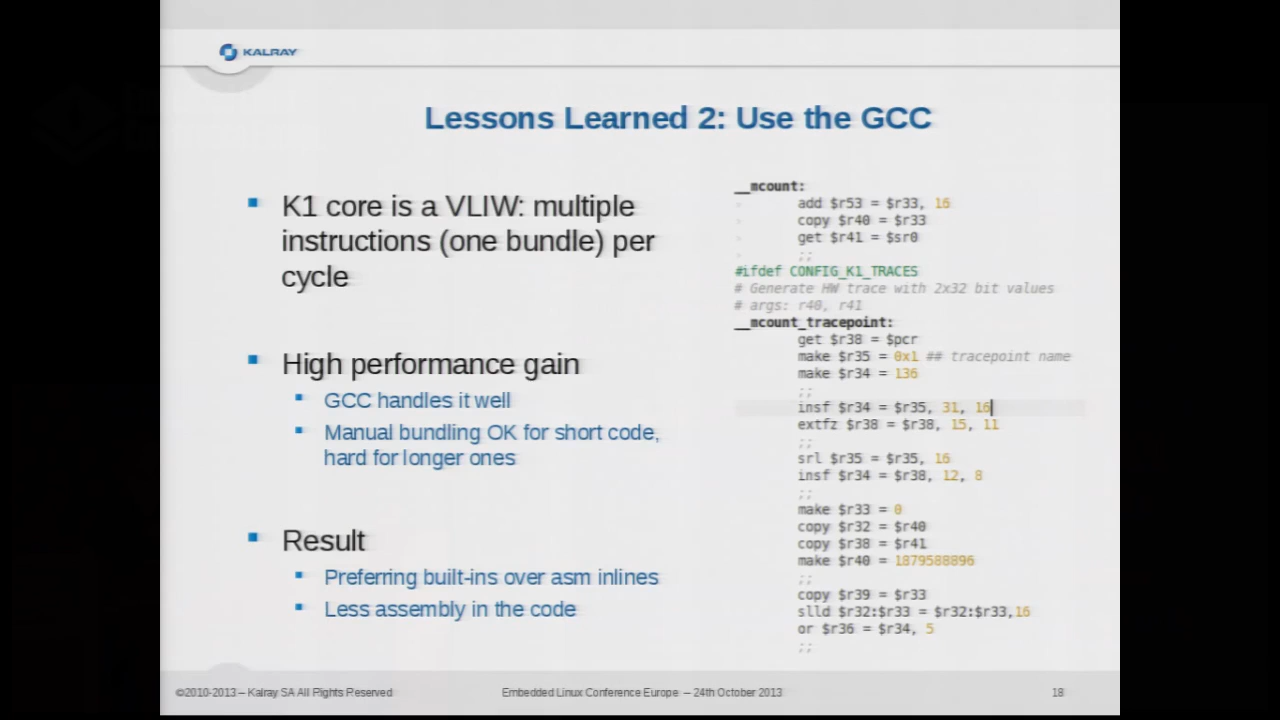 KALRAY
Lessons Learned 2: Use the GCC
K1 core is a VLIW: multiple
instructions (one bundle) per
cycle
High performance gain
GCC handles it well
Manual bundling OK for short code,
hard for longer ones
Result
Preferring built-ins over asm inlines
Less assembly in the code
__mcount:
add $r53 = $r33, 16
copy $r40 = $r33
get $r41 = $sr0
;;
#ifdef CONFIG_K1_TRACES
# Generate HW trace with 2x32 bit values
# args: r40, r41
__mcount_tracepoint:
get $r38 = $pcr
make $r35 = 0x1 ## tracepoint name
make $r34 = 136
;;
insf $r34 = $r35, 31, 16
extfz $r38 = $r38, 15, 11
;;
srl $r35 = $r35, 16
insf $r34 = $r38, 12, 8
;;
make $r33 = 0
copy $r32 = $r40
copy $r38 = $r41
make $r40 = 1879588896
;;
copy $r39 = $r33
slld $r32:$r33 = $r32:$r33,16
or $r36 = $r34, 5
;;
©2010-2013 – Kalray SA All Rights Reserved
Embedded Linux Conference Europe – 24th October 2013
18